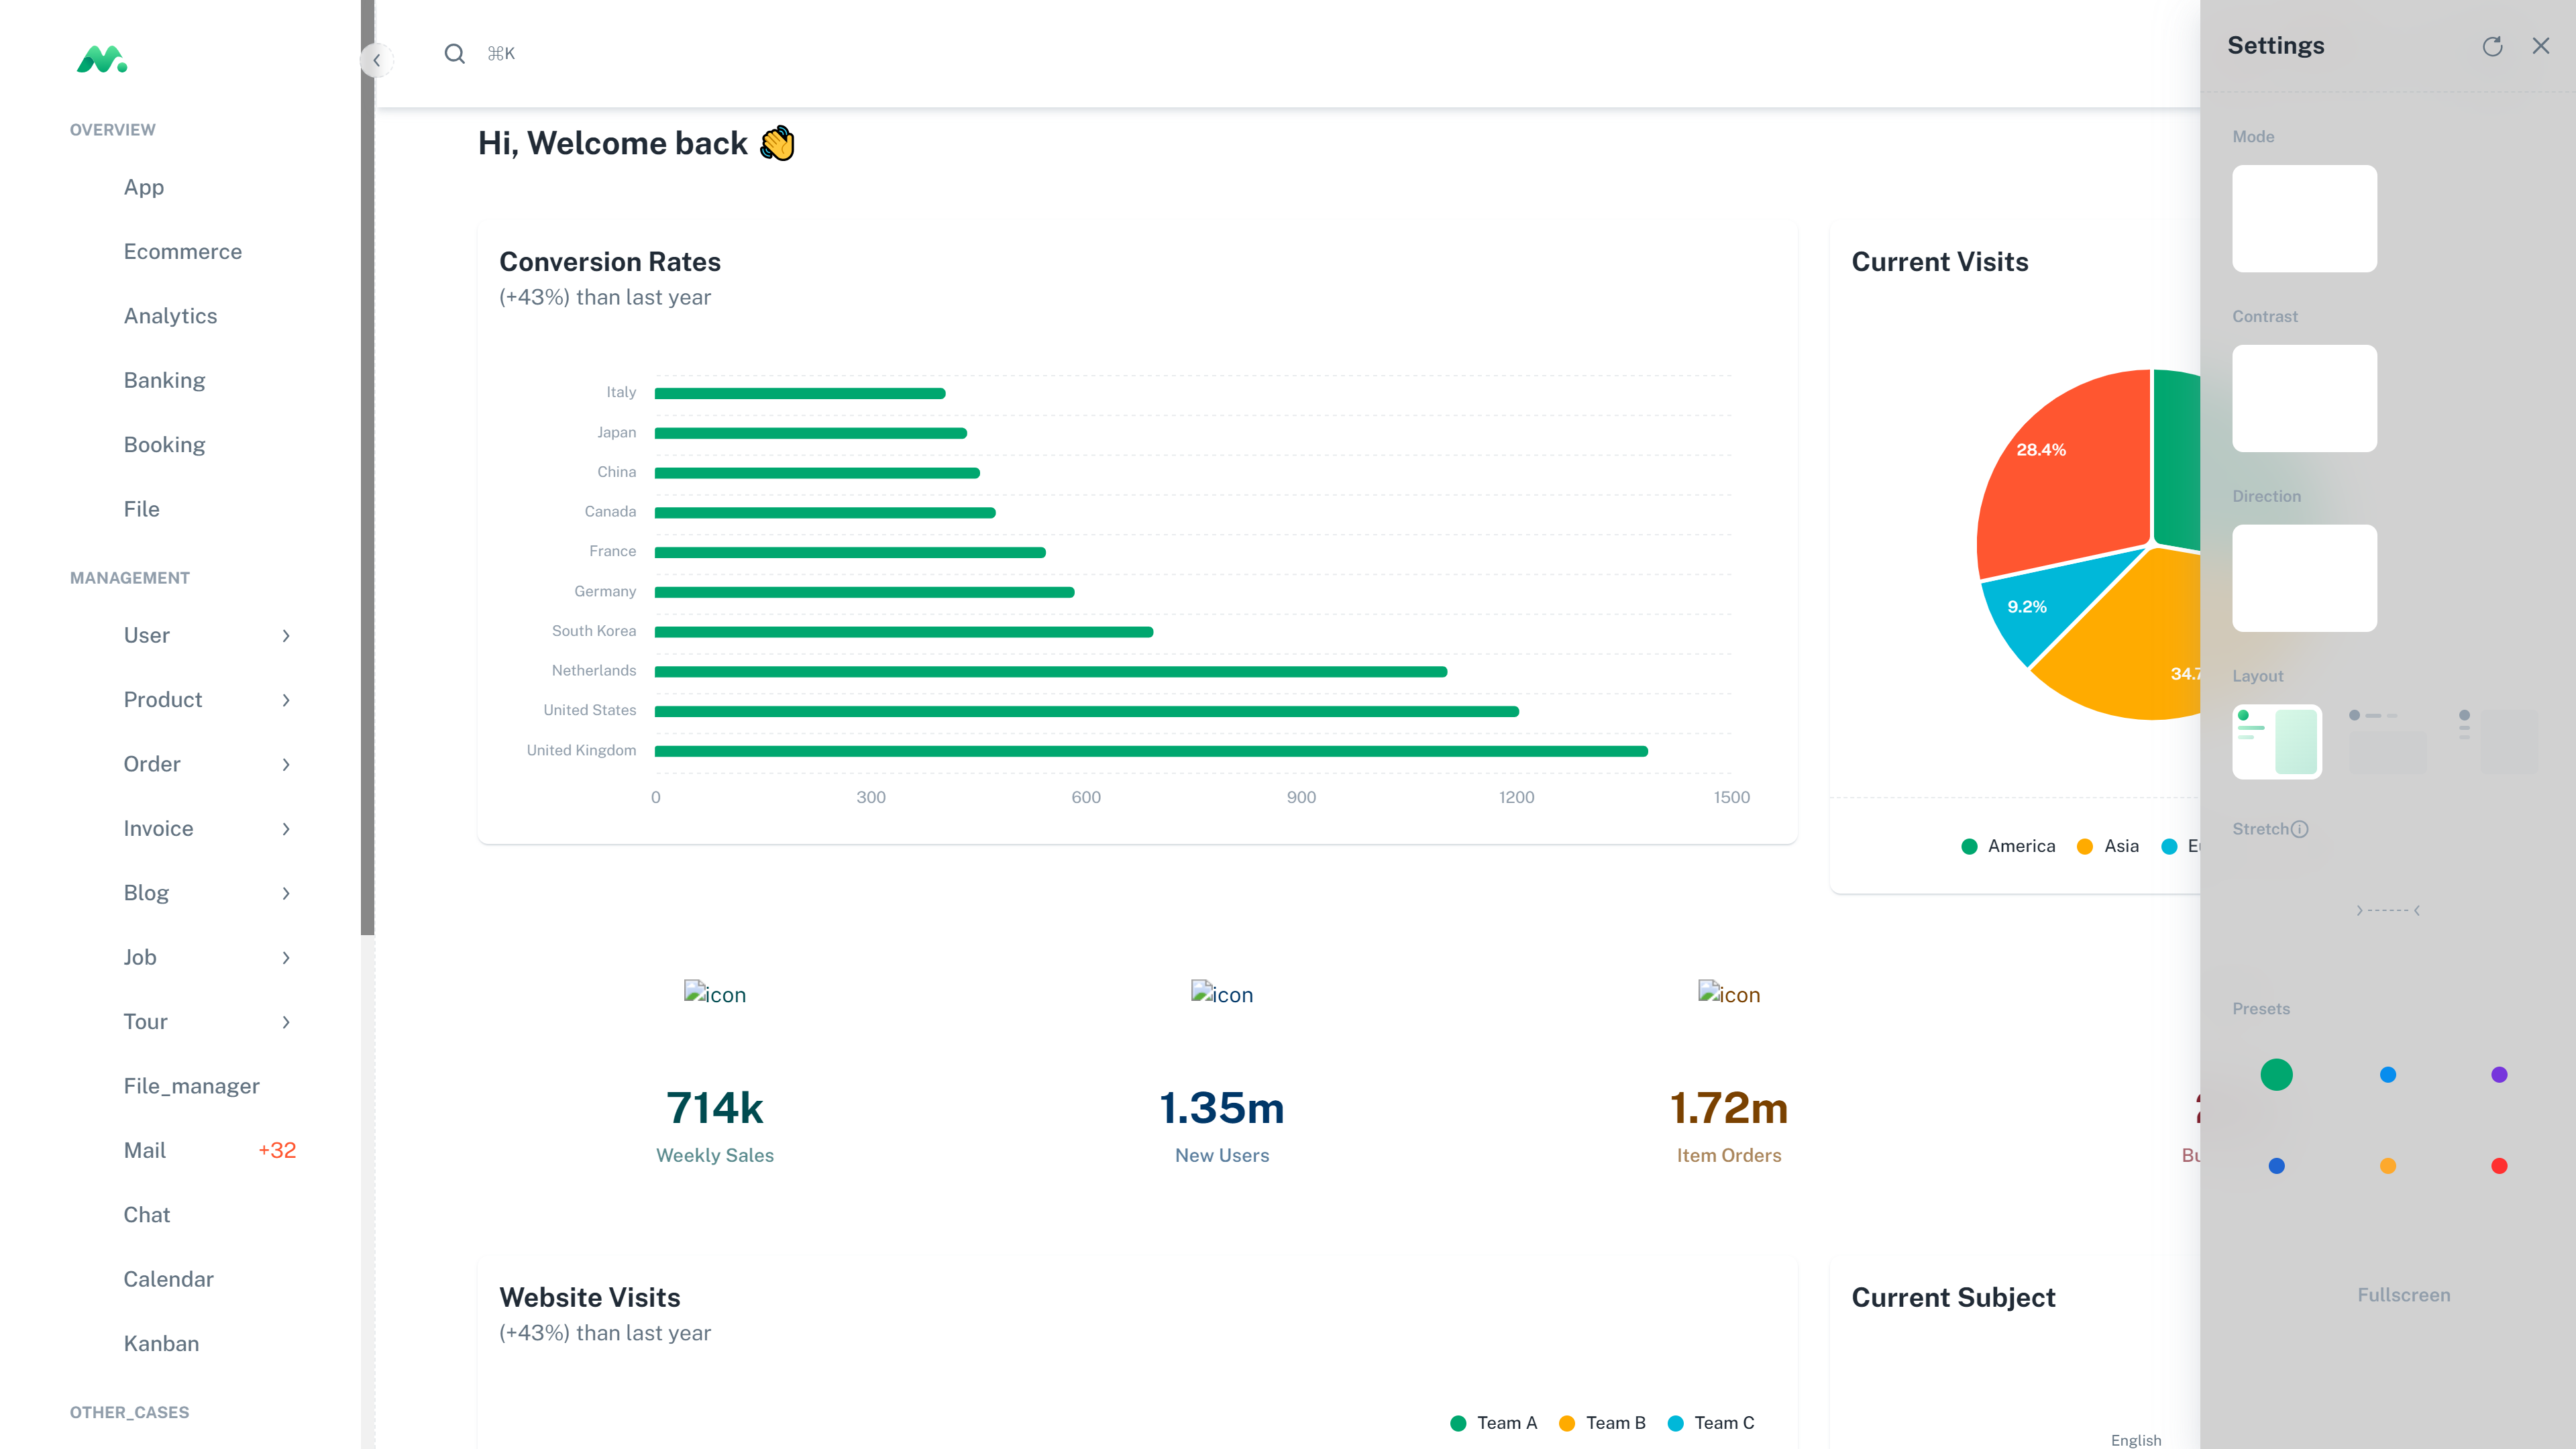 OVERVIEW
App
Ecommerce
Analytics
Banking
Booking
File
MANAGEMENT
User
Product
Order
Invoice
Blog
Job
Tour
File_manager
Mail +32
Chat
Calendar
Kanban
OTHER_CASES
⌘K
Hi, Welcome back 👋
Conversion Rates
(+43%) than last year
Italy
Japan
China
Canada
France
Germany
South Korea
Netherlands
United States
United Kingdom
0 300 600 900 1200 1500
Current Visits
28.4%
9.2%
34.7
America Asia
icon icon icon
714k
Weekly Sales
1.35m
New Users
1.72m
Item Orders
Website Visits
(+43%) than last year
Team A Team B Team C
Current Subject
English
Settings
Mode
Contrast
Direction
Layout
Stretch
Presets
Fullscreen